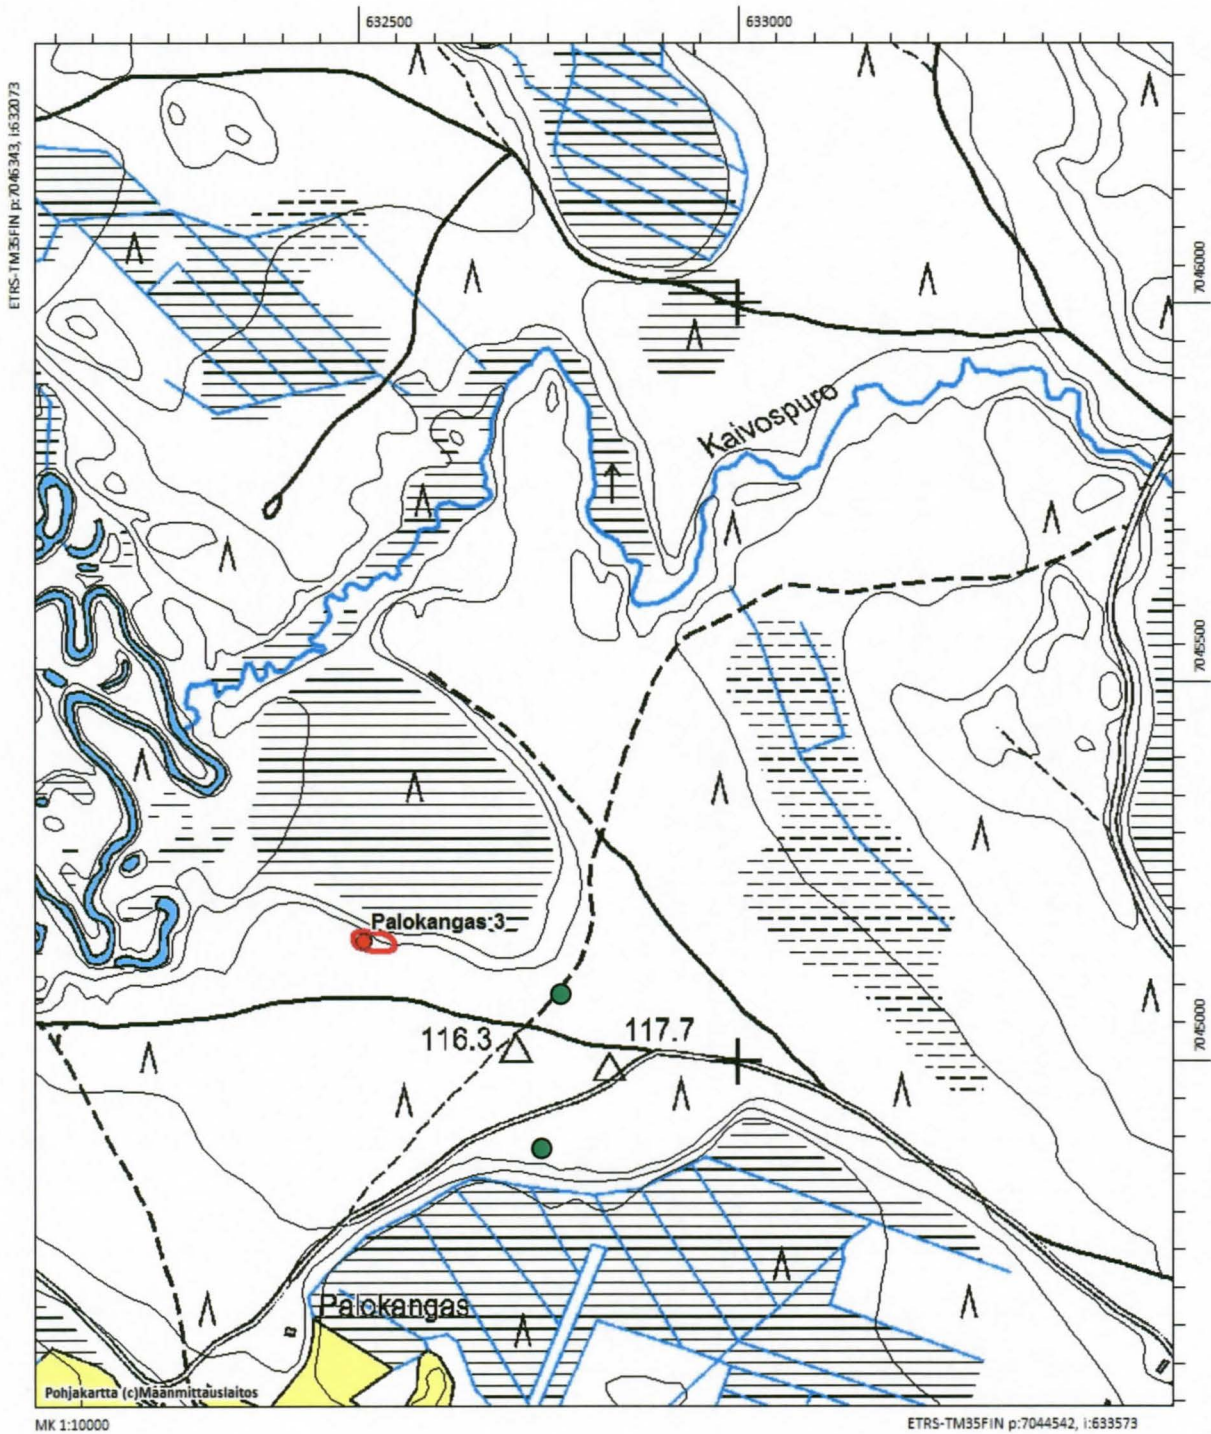 632500
633000
ETRS-TM35FIN p:7046343, i:632073
7046000
Kaivospuro
7045500
Palokangas 3
7045000
116.3
117.7
Palokangas
Pohjakartta (c)Maanmittauslaitos
MK 1:10000
ETRS-TM35FIN p:7044542, i:633573